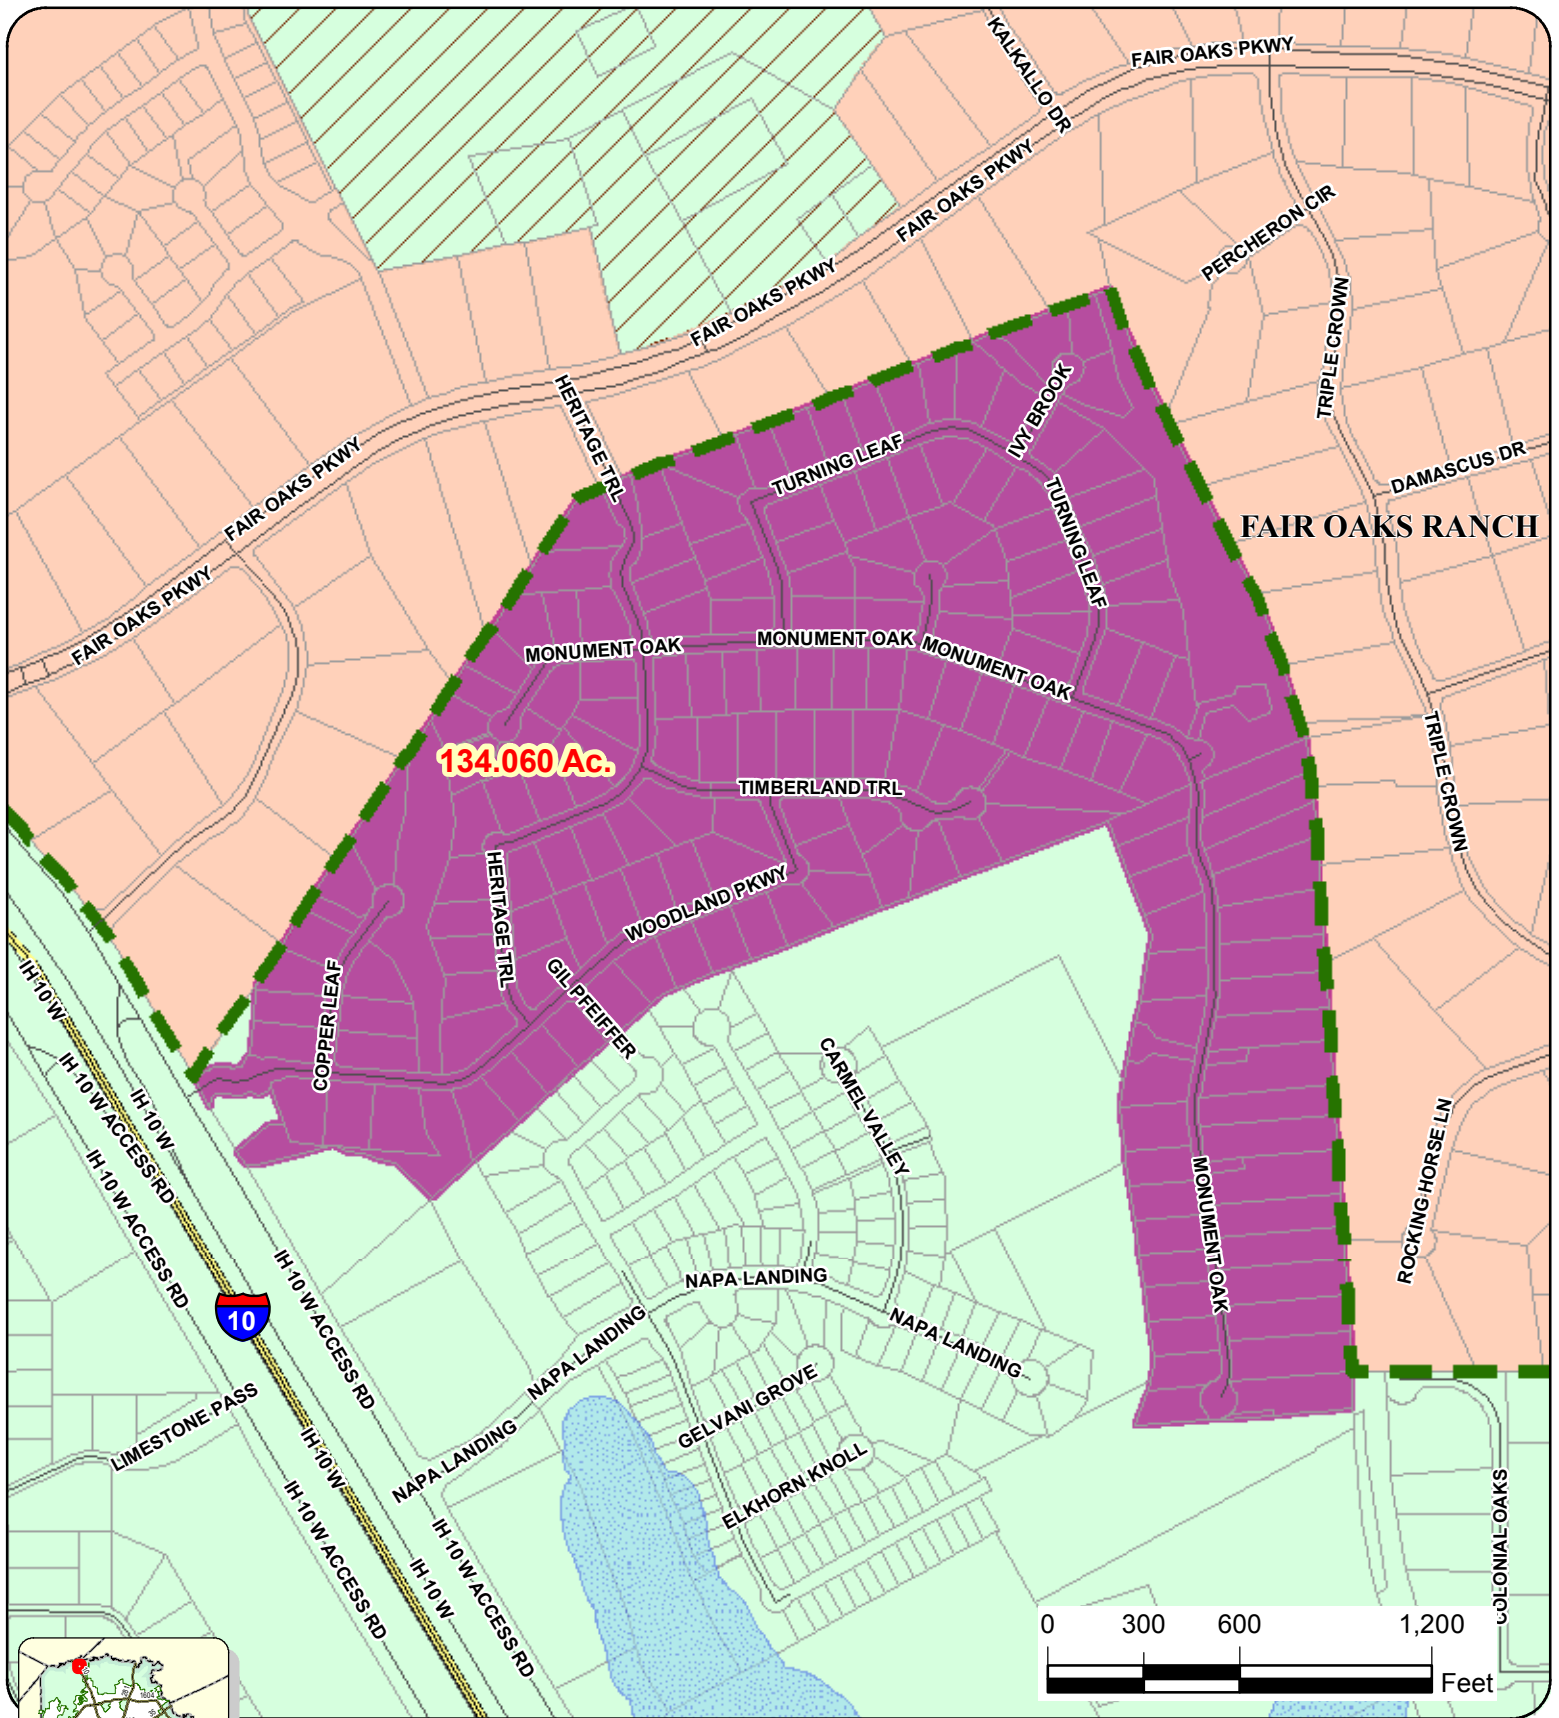 KALKALLO DR
FAIR OAKS PKWY
FAIR OAKS PKWY
PERCHERON CIR
FAIR OAKS PKWY
TRIPLE CROWN
HERITAGE TRL
IVY BROOK
TURNING LEAF
DAMASCUS DR
FAIR OAKS PKWY
TURNING LEAF
FAIR OAKS RANCH
FAIR OAKS PKWY
MONUMENT OAK
MONUMENT OAK
MONUMENT OAK
134.060 Ac.
TIMBERLAND TRL
TRIPLE CROWN
HERITAGE TRL
WOODLAND PKWY
IH 10 W
COPPER LEAF
GIL PFEIFFER
CARMEL VALLEY
IH 10 W ACCESS RD
IH 10 W
ROCKING HORSE LN
IH 10 W ACCESS RD
MONUMENT OAK
10
IH 10 W ACCESS RD
NAPA LANDING
NAPA LANDING
NAPA LANDING
GELVANI GROVE
LIMESTONE PASS
NAPA LANDING
IH 10 W
ELKHORN KNOLL
IH 10 W ACCESS RD
IH 10 W
IH 10 W ACCESS RD
COLONIAL OAKS
0 300 600 1,200
Feet
1604